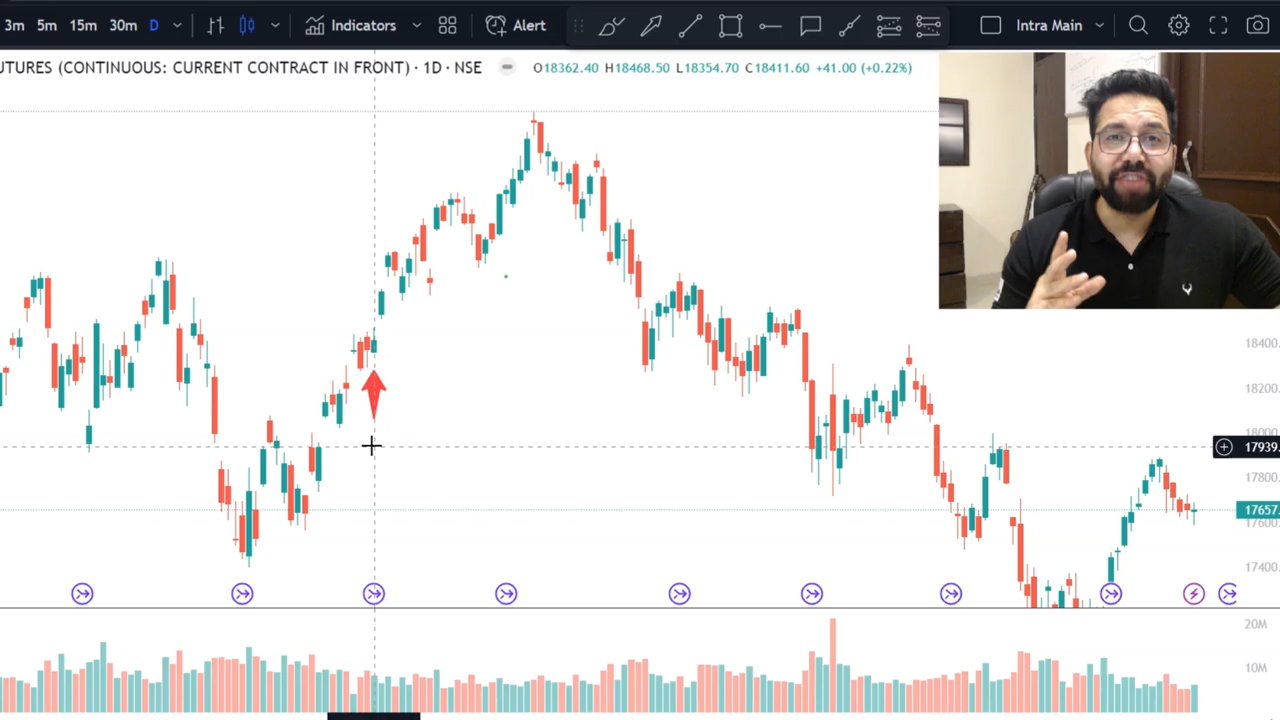 3m 5m 15m 30m D Indicators Alert Intra Main
UTURES (CONTINUOUS: CURRENT CONTRACT IN FRONT) · 1D · NSE O18362.40 H18468.50 L18354.70 C18411.60 +41.00 (+0.22%)
18400.
18200.
18000.
17939.
17800.
17657.
17600.
17400.
20M
10M